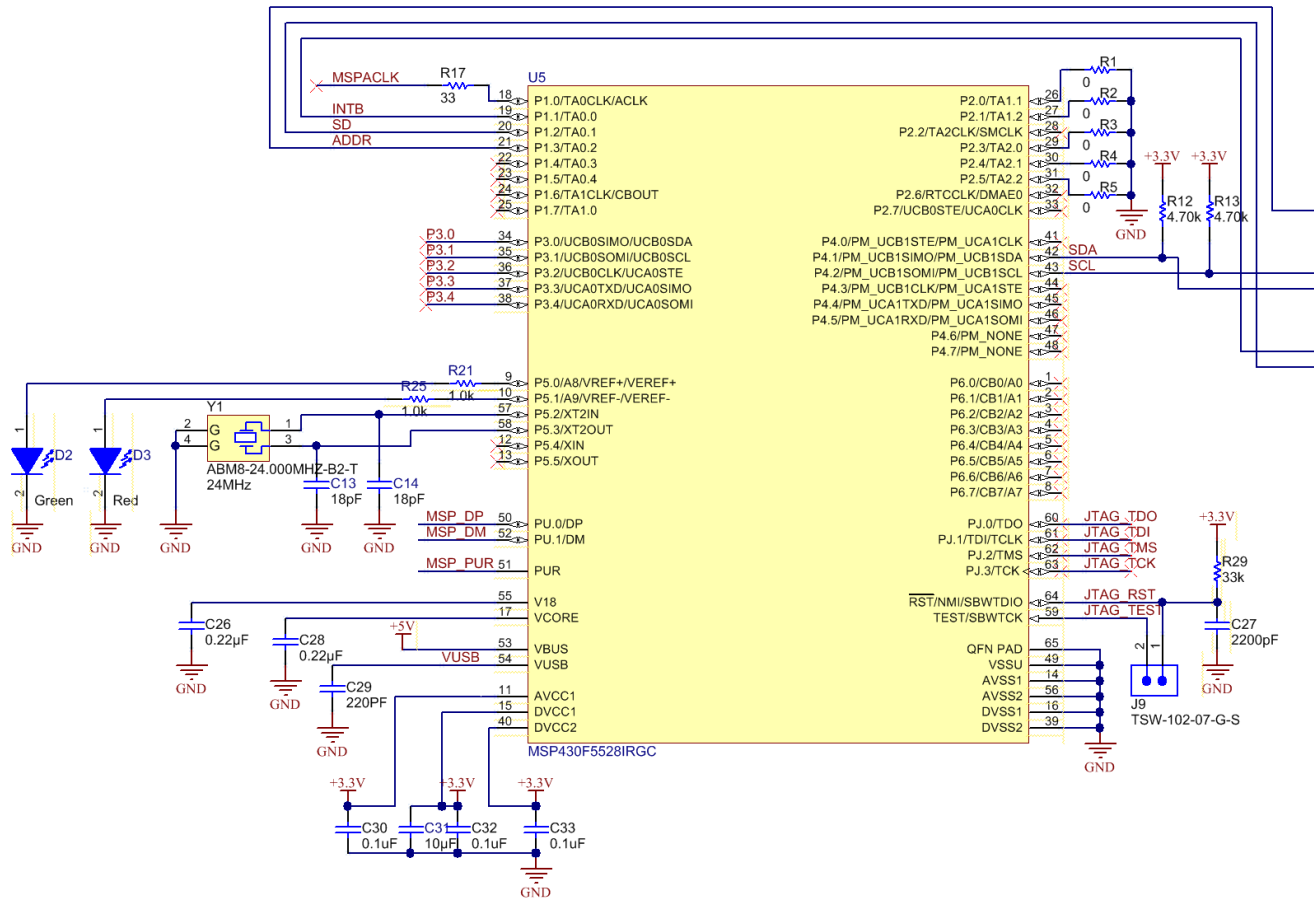 MSPACLK
R17
33
INTB
SD
ADDR
U5
18 P1.0/TA0CLK/ACLK
19 P1.1/TA0.0
20 P1.2/TA0.1
21 P1.3/TA0.2
22 P1.4/TA0.3
23 P1.5/TA0.4
24 P1.6/TA1CLK/CBOUT
25 P1.7/TA1.0
P2.0/TA1.1 26
P2.1/TA1.2 27
P2.2/TA2CLK/SMCLK 28
P2.3/TA2.0 29
P2.4/TA2.1 30
P2.5/TA2.2 31
P2.6/RTCCLK/DMAE0 32
P2.7/UCB0STE/UCA0CLK 33
R1
0
R2
0
R3
0
R4
0
R5
0
GND
+3.3V
+3.3V
R12
4.70k
R13
4.70k
P3.0 34 P3.0/UCB0SIMO/UCB0SDA
P3.1 35 P3.1/UCB0SOMI/UCB0SCL
P3.2 36 P3.2/UCB0CLK/UCA0STE
P3.3 37 P3.3/UCA0TXD/UCA0SIMO
P3.4 38 P3.4/UCA0RXD/UCA0SOMI
P4.0/PM_UCB1STE/PM_UCA1CLK 41
P4.1/PM_UCB1SIMO/PM_UCB1SDA 42 SDA
P4.2/PM_UCB1SOMI/PM_UCB1SCL 43 SCL
P4.3/PM_UCB1CLK/PM_UCA1STE 44
P4.4/PM_UCA1TXD/PM_UCA1SIMO 45
P4.5/PM_UCA1RXD/PM_UCA1SOMI 46
P4.6/PM_NONE 47
P4.7/PM_NONE 48
R21
1.0k
R25
1.0k
9 P5.0/A8/VREF+/VEREF+
10 P5.1/A9/VREF-/VEREF-
57 P5.2/XT2IN
58 P5.3/XT2OUT
12 P5.4/XIN
13 P5.5/XOUT
P6.0/CB0/A0 1
P6.1/CB1/A1 2
P6.2/CB2/A2 3
P6.3/CB3/A3 4
P6.4/CB4/A4 5
P6.5/CB5/A5 6
P6.6/CB6/A6 7
P6.7/CB7/A7 8
Y1
2 G 1
4 G 3
ABM8-24.000MHZ-B2-T
24MHz
1
D2
2
Green
GND
1
D3
2
Red
GND
GND
C13
18pF
GND
C14
18pF
GND
MSP_DP 50 PU.0/DP
MSP_DM 52 PU.1/DM
MSP_PUR 51 PUR
PJ.0/TDO 60 JTAG_TDO
PJ.1/TDI/TCLK 61 JTAG_TDI
PJ.2/TMS 62 JTAG_TMS
PJ.3/TCK 63 JTAG_TCK
+3.3V
R29
33k
55 V18
17 VCORE
RST/NMI/SBWTDIO 64 JTAG_RST
TEST/SBWTCK 59 JTAG_TEST
C26
0.22µF
GND
C28
0.22µF
GND
+5V
53 VBUS
VUSB 54 VUSB
C29
220PF
GND
11 AVCC1
15 DVCC1
40 DVCC2
QFN PAD 65
VSSU 49
AVSS1 14
AVSS2 56
DVSS1 16
DVSS2 39
GND
2
1
J9
TSW-102-07-G-S
C27
2200pF
GND
MSP430F5528IRGC
+3.3V
+3.3V
+3.3V
C30
0.1uF
C31
10µF
C32
0.1uF
C33
0.1uF
GND